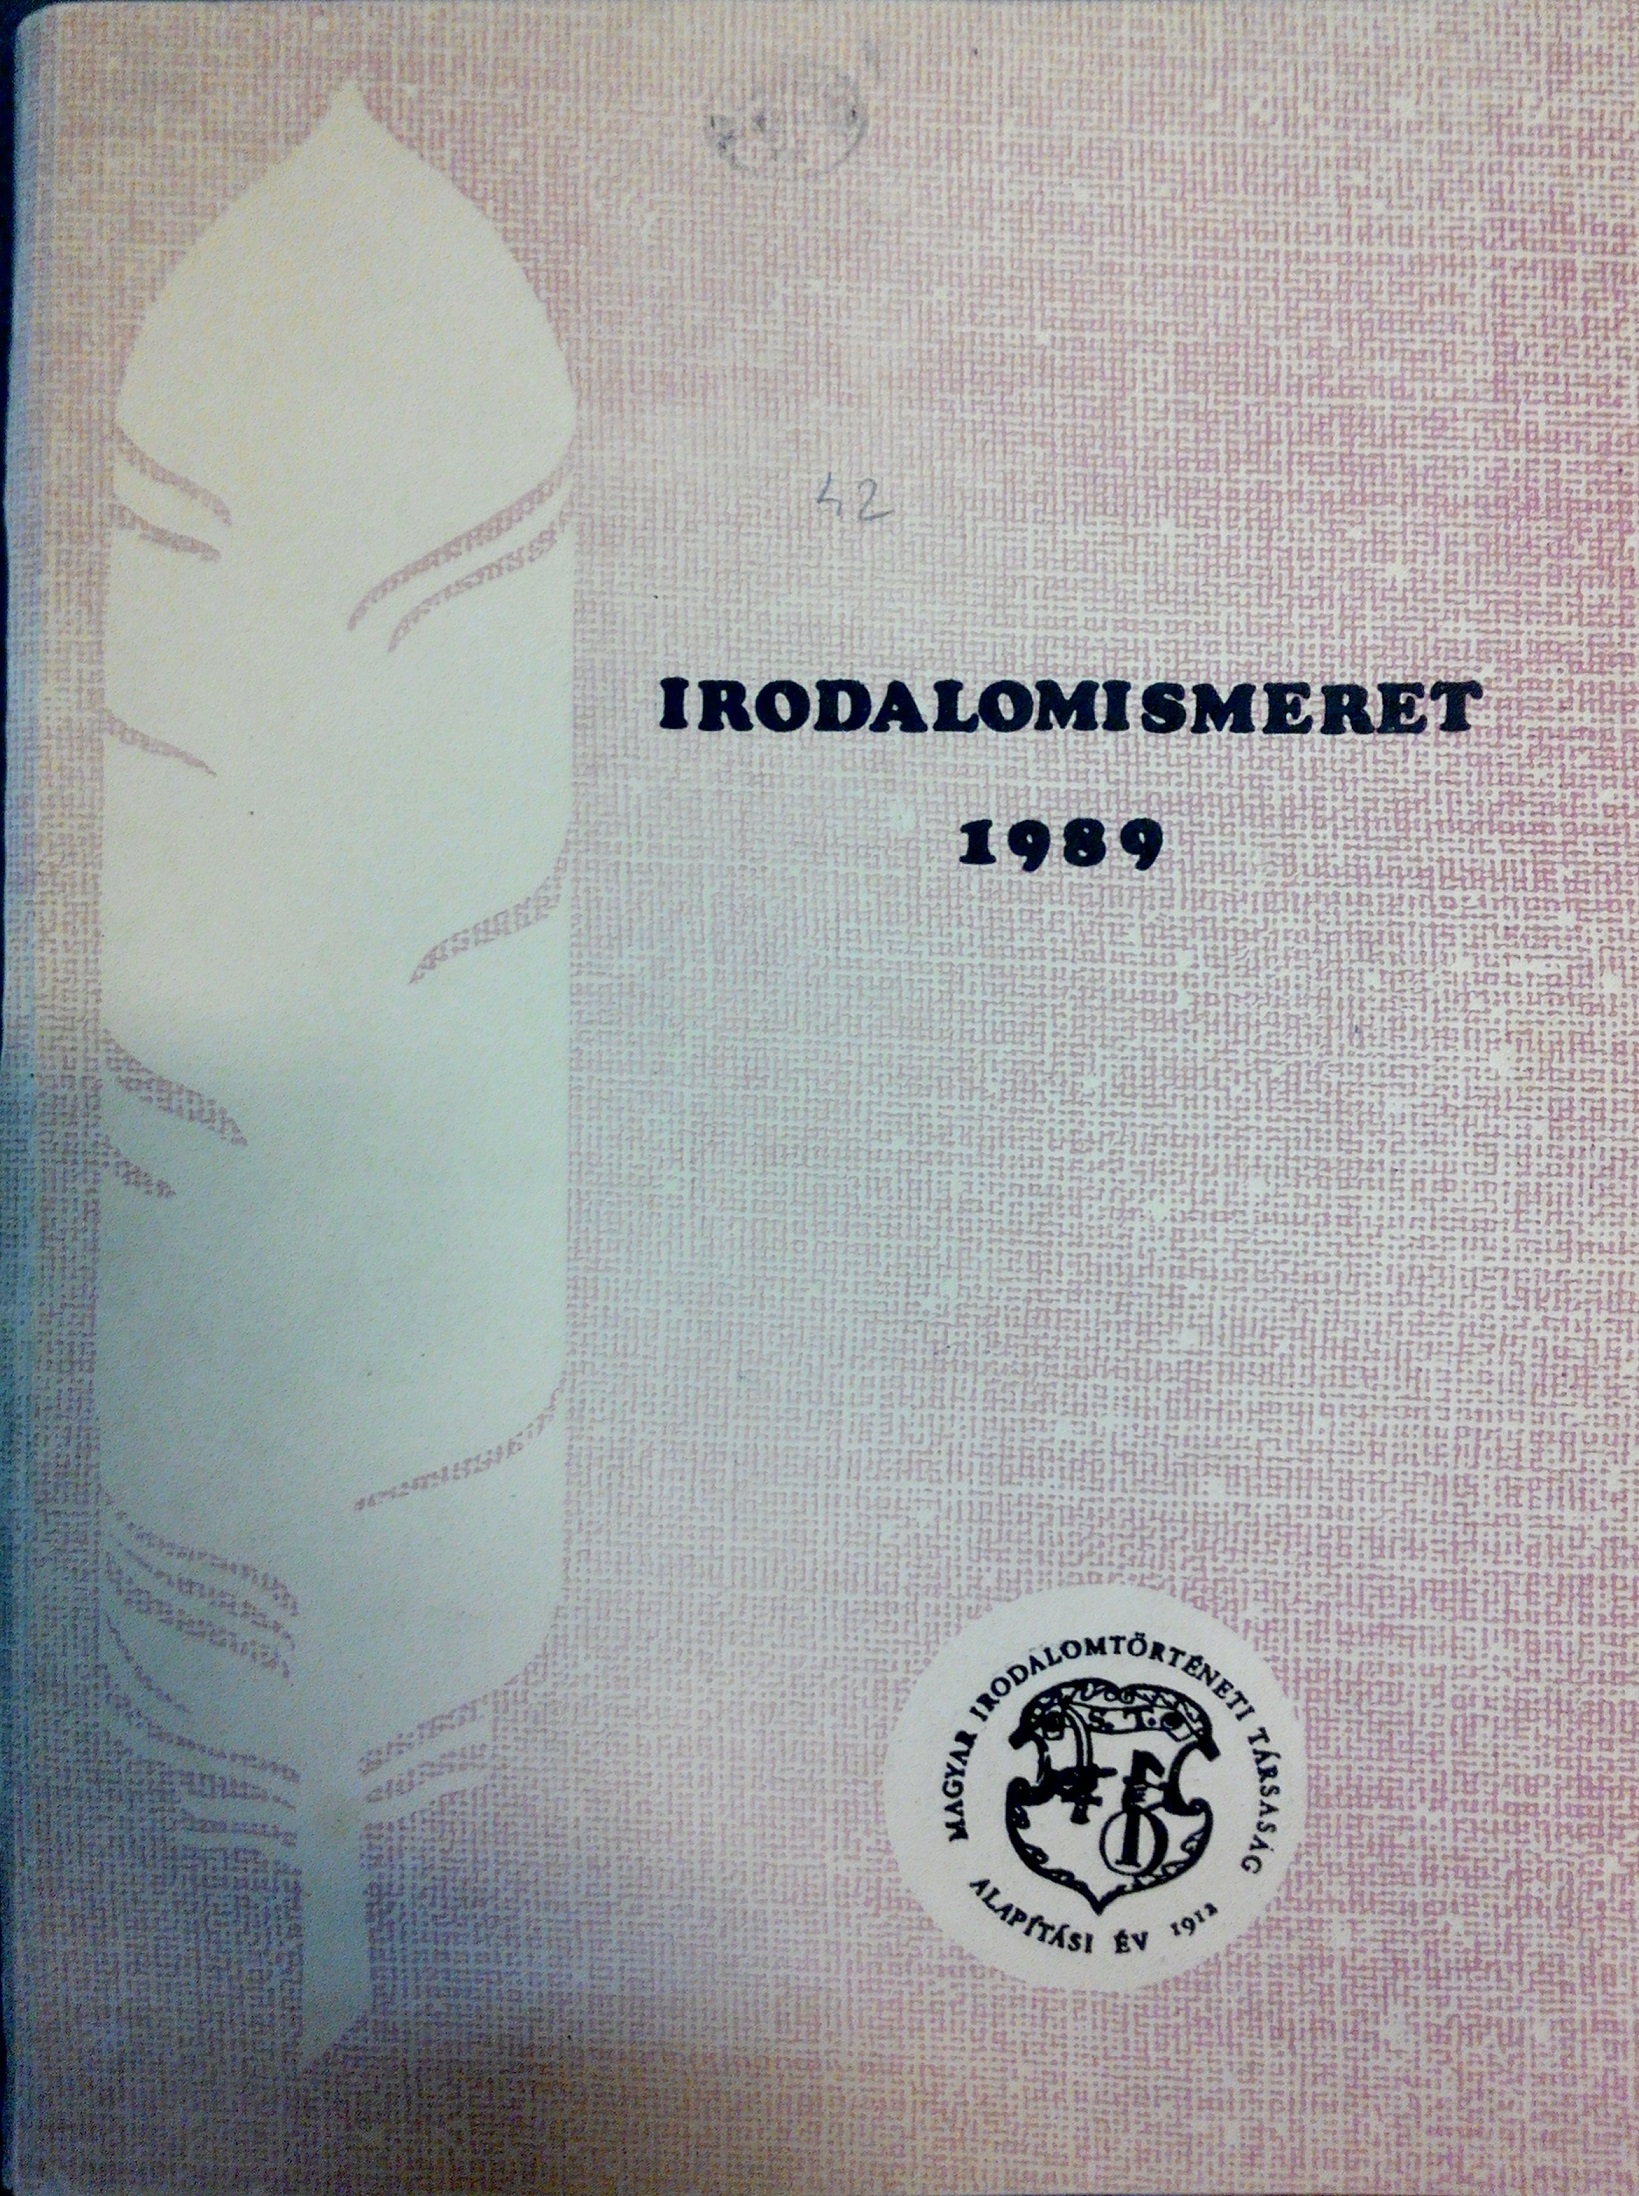 42
IRODALOMISMERET
1989
MAGYAR IRODALOMTÖRTÉNETI TÁRSASÁG
S. T.
ALAPÍTÁSI ÉV 1912